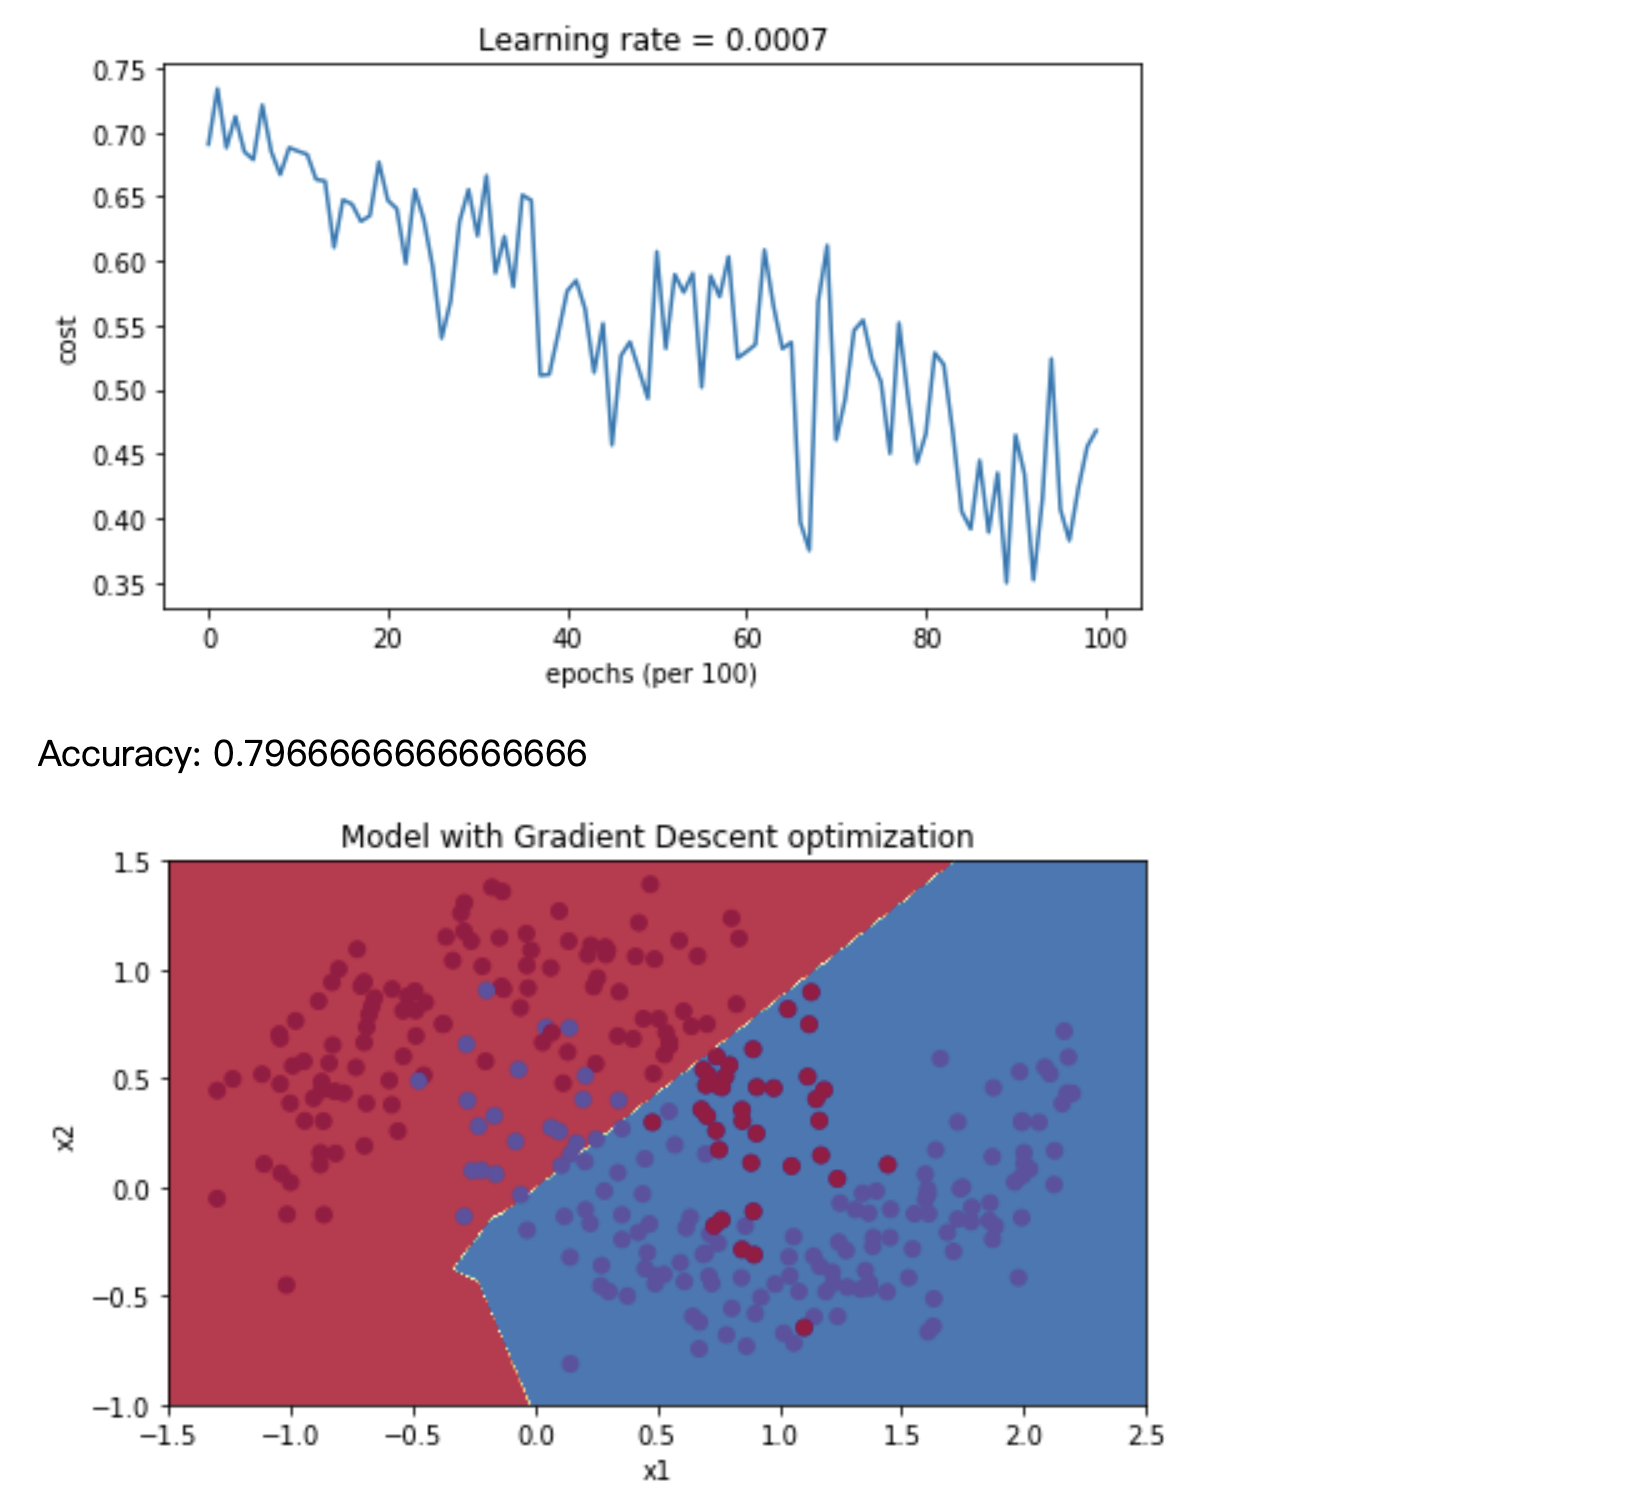 Learning rate = 0.0007
0.75
0.70
0.65
0.60
0.55
0.50
0.45
0.40
0.35
cost
0 20 40 60 80 100
epochs (per 100)
Accuracy: 0.7966666666666666
Model with Gradient Descent optimization
1.5
1.0
0.5
0.0
−0.5
−1.0
x2
−1.5 −1.0 −0.5 0.0 0.5 1.0 1.5 2.0 2.5
x1